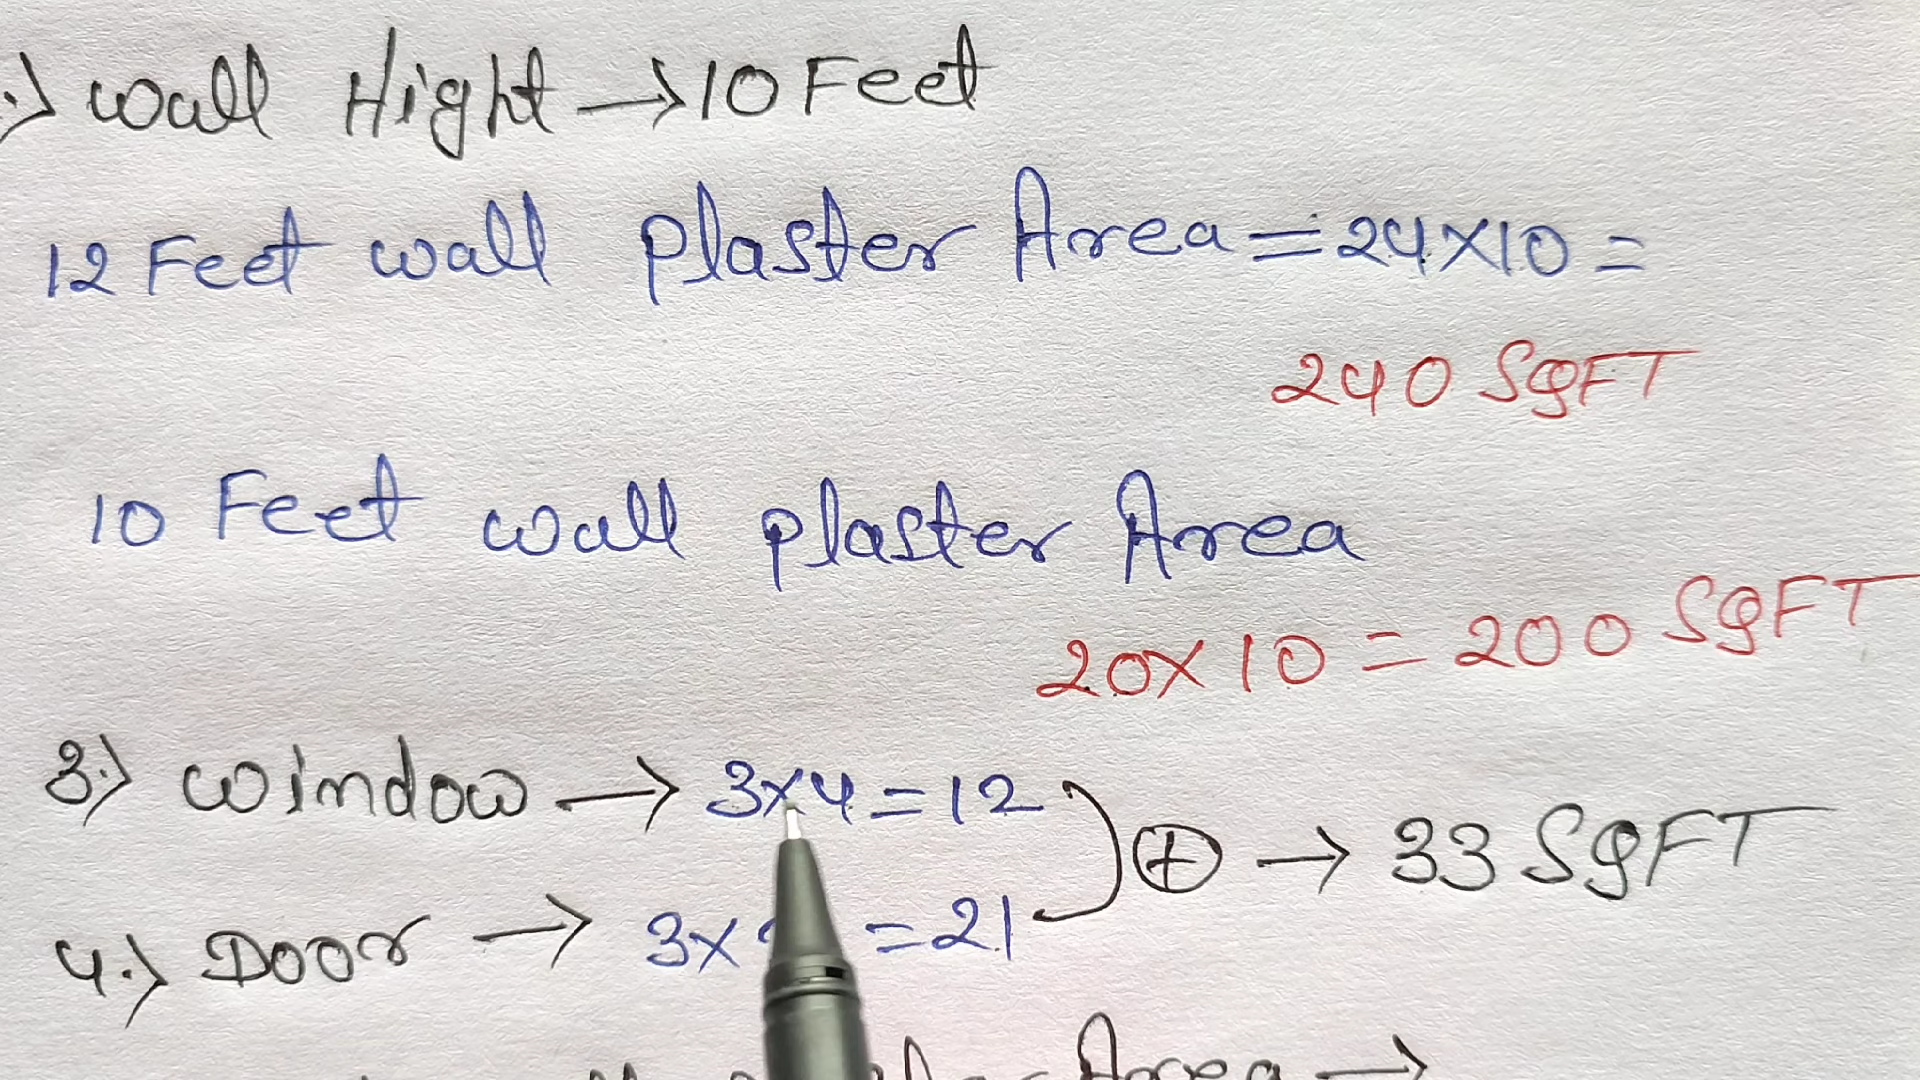 .) Wall Hight → 10 Feet
12 Feet wall plaster Area = 24×10 =
240 SQFT
10 Feet wall plaster Area
20×10 = 200 SQFT
3.) Window → 3×4 = 12
⊕ → 33 SQFT
4.) Door → 3× = 21
Area →